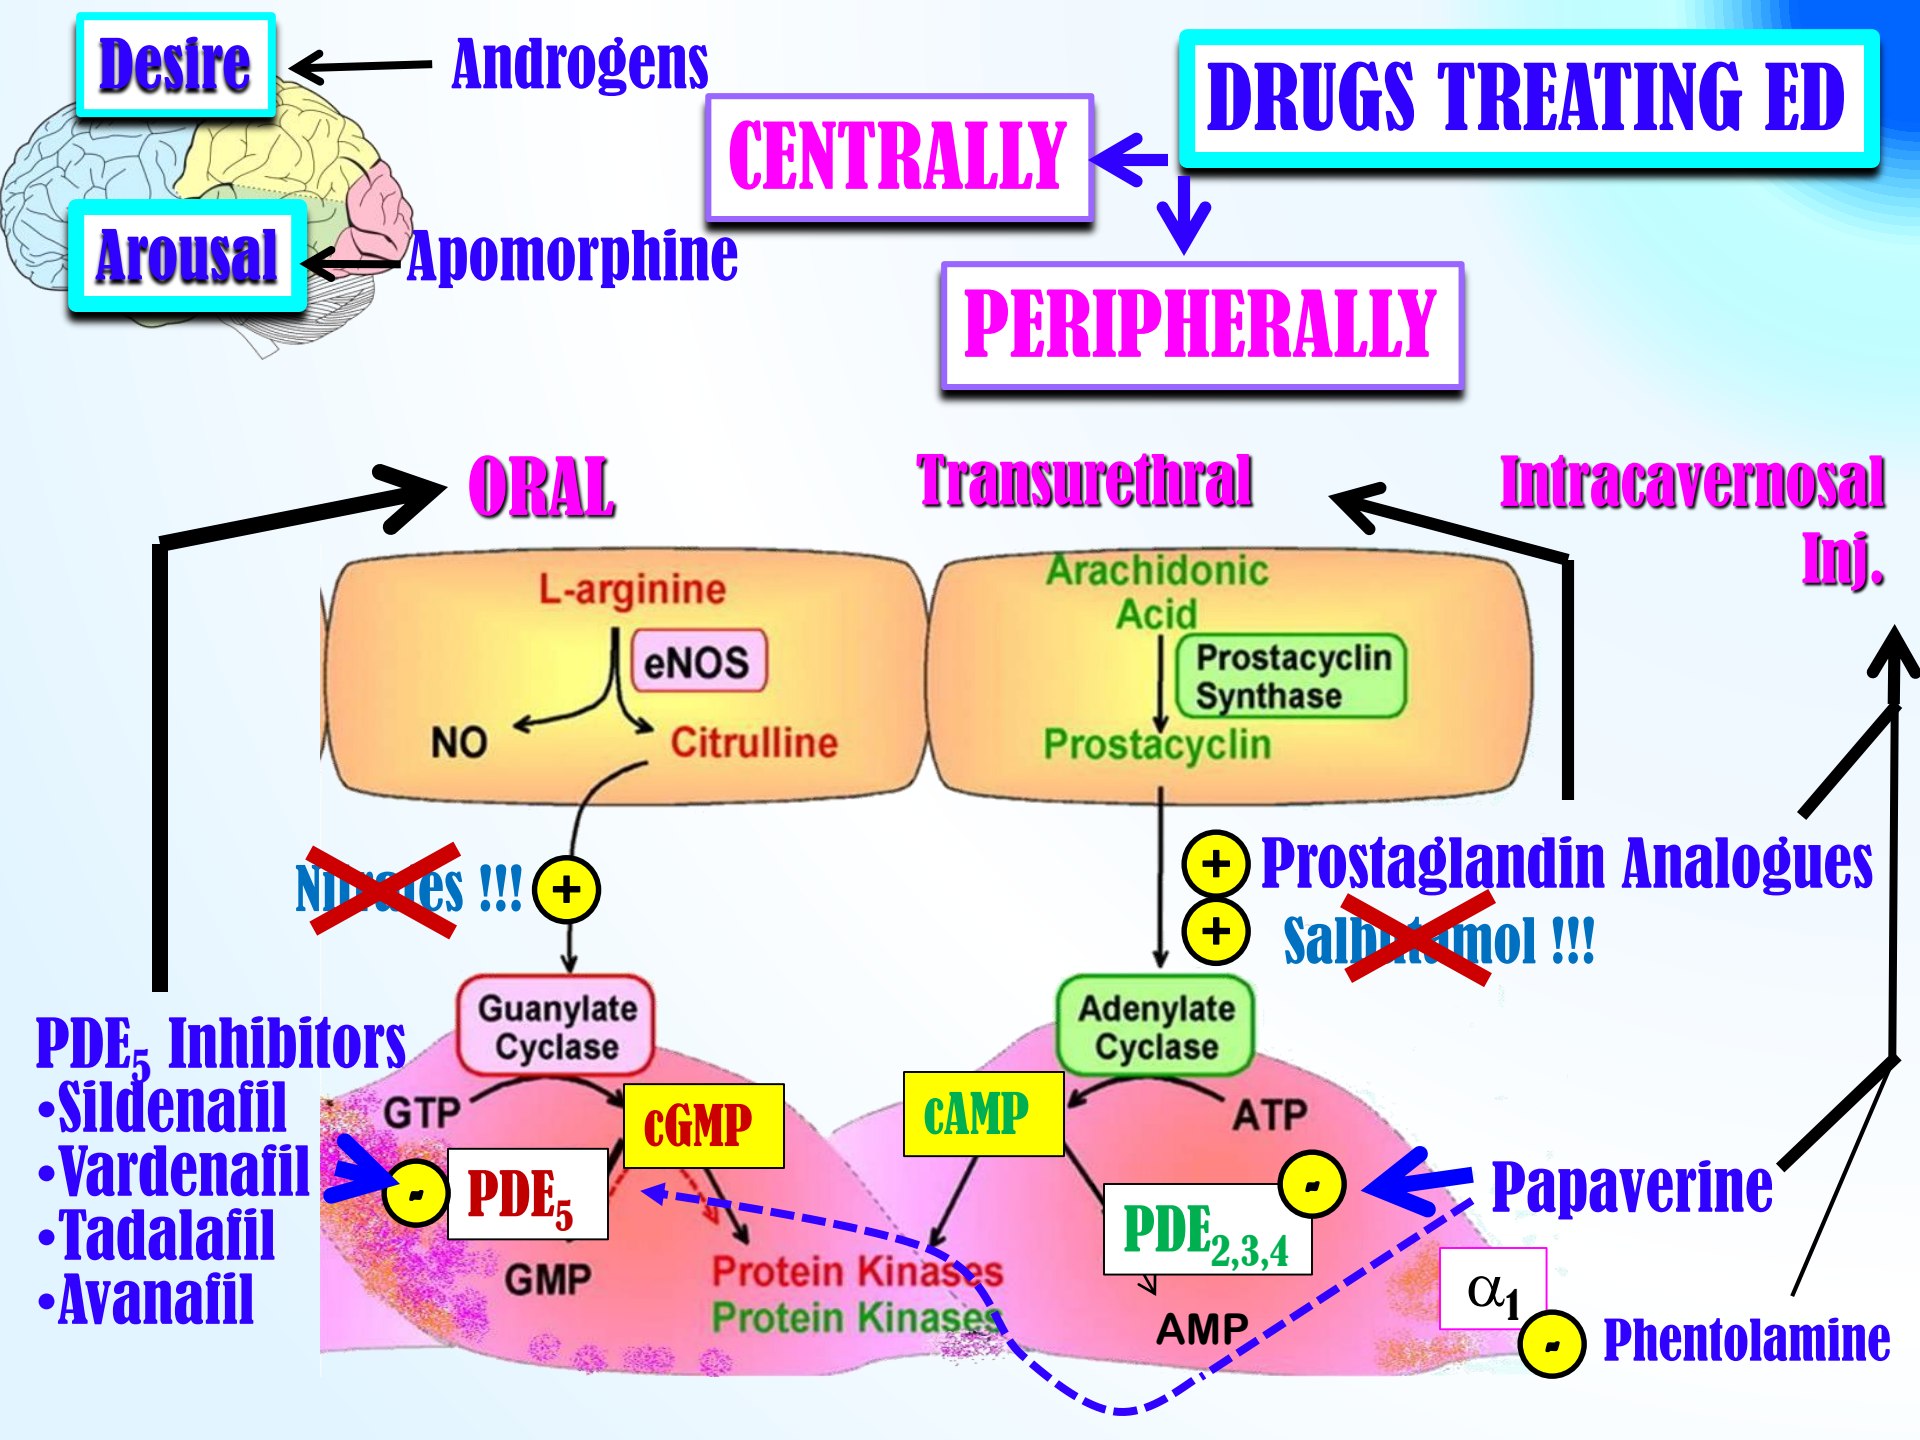 Desire
Androgens
DRUGS TREATING ED
CENTRALLY
Arousal
Apomorphine
PERIPHERALLY
ORAL
Transurethral
Intracavernosal
Inj.
L-arginine
eNOS
NO
Citrulline
Arachidonic
Acid
Prostacyclin
Synthase
Prostacyclin
Nitrates !!!
+
+
Prostaglandin Analogues
+
Salbutamol !!!
Guanylate
Cyclase
Adenylate
Cyclase
PDE5 Inhibitors
•Sildenafil
•Vardenafil
•Tadalafil
•Avanafil
GTP
cGMP
cAMP
ATP
-
PDE5
PDE2,3,4
-
Papaverine
GMP
Protein Kinases
Protein Kinases
AMP
α1
-
Phentolamine